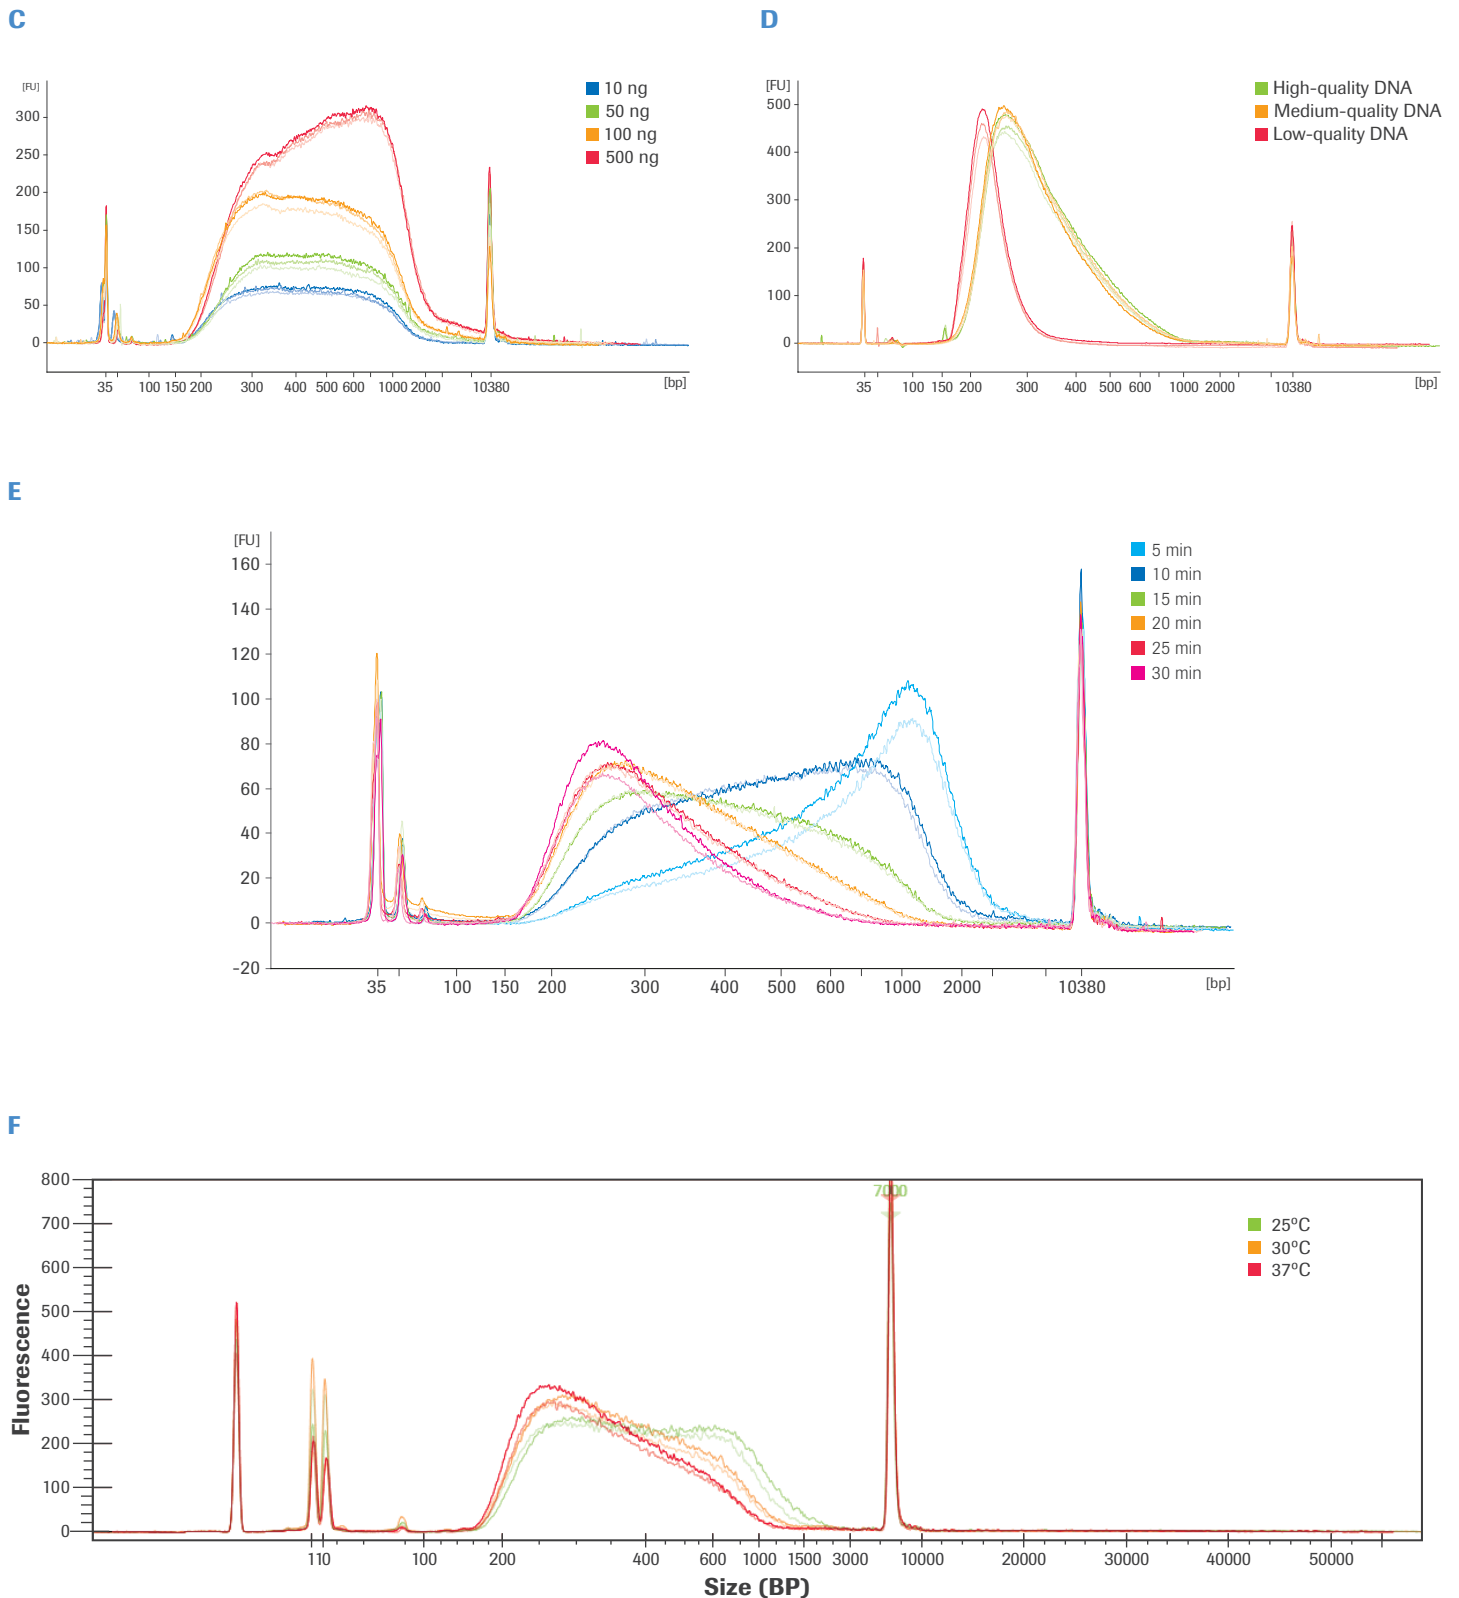 C
[FU]
300
250
200
150
100
50
0
10 ng
50 ng
100 ng
500 ng
35 100 150 200 300 400 500 600 1000 2000 10380 [bp]
D
[FU]
500
400
300
200
100
0
High-quality DNA
Medium-quality DNA
Low-quality DNA
35 100 150 200 300 400 500 600 1000 2000 10380 [bp]
E
[FU]
160
140
120
100
80
60
40
20
0
-20
5 min
10 min
15 min
20 min
25 min
30 min
35 100 150 200 300 400 500 600 1000 2000 10380 [bp]
F
Fluorescence
800
700
600
500
400
300
200
100
0
7000
25ºC
30ºC
37ºC
110 100 200 400 600 1000 1500 3000 10000 20000 30000 40000 50000
Size (BP)